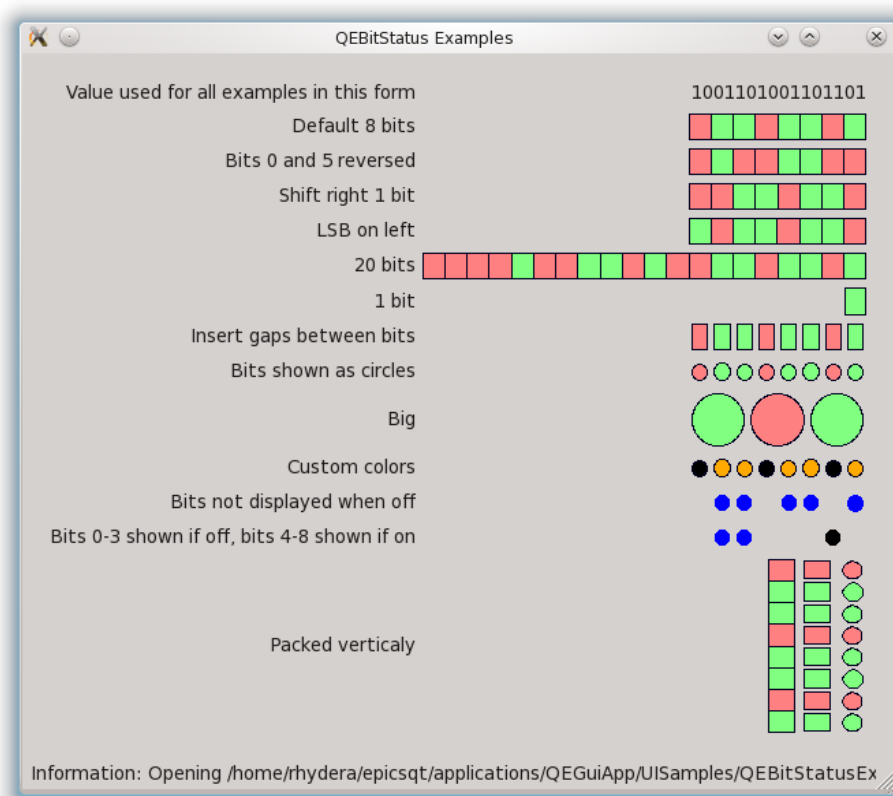 QEBitStatus Examples
Value used for all examples in this form 1001101001101101
Default 8 bits
Bits 0 and 5 reversed
Shift right 1 bit
LSB on left
20 bits
1 bit
Insert gaps between bits
Bits shown as circles
Big
Custom colors
Bits not displayed when off
Bits 0-3 shown if off, bits 4-8 shown if on
Packed verticaly
Information: Opening /home/rhydera/epicsqt/applications/QEGuiApp/UISamples/QEBitStatusEx